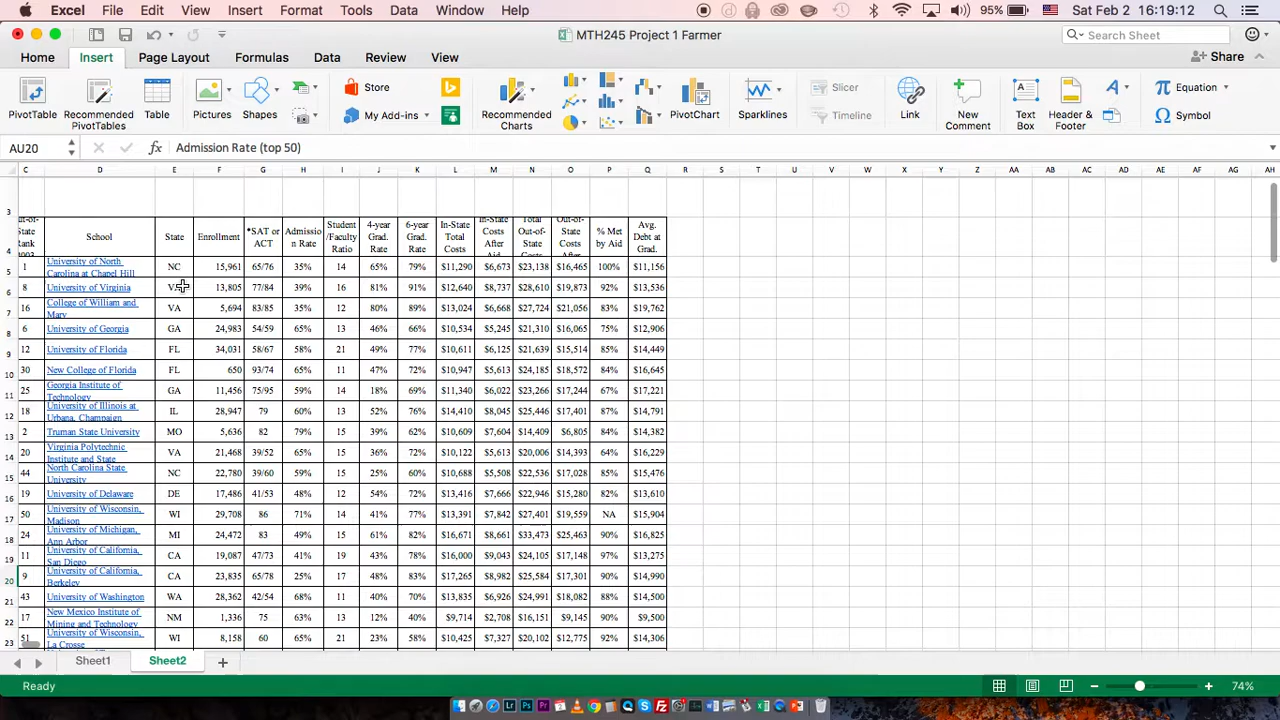 Excel File Edit View Insert Format Tools Data Window Help 95% Sat Feb 2 16:19:12
MTH245 Project 1 Farmer Search Sheet
Home Insert Page Layout Formulas Data Review View Share
PivotTable Recommended PivotTables Table Pictures Shapes Store My Add-ins Recommended Charts PivotChart Sparklines Slicer Timeline Link New Comment Text Box Header & Footer Equation Symbol
AU20 fx Admission Rate (top 50)
C D E F G H I J K L M N O P Q R S T U V W X Y Z AA AB AC AD AE AF AG AH
3
4 State Rank 2003 School State Enrollment *SAT or ACT Admissio n Rate Student /Faculty Ratio 4-year Grad. Rate 6-year Grad. Rate In-State Total Costs In-State Costs After Aid Total Out-of- State Costs Out-of- State Costs After % Met by Aid Avg. Debt at Grad.
5 1 University of North Carolina at Chapel Hill NC 15,961 65/76 35% 14 65% 79% $11,290 $6,673 $23,138 $16,465 100% $11,156
6 8 University of Virginia 13,805 77/84 39% 16 81% 91% $12,640 $8,737 $28,610 $19,873 92% $13,536
7 16 College of William and Mary VA 5,694 83/85 35% 12 80% 89% $13,024 $6,668 $27,724 $21,056 83% $19,762
8 6 University of Georgia GA 24,983 54/59 65% 13 46% 66% $10,534 $5,245 $21,310 $16,065 75% $12,906
9 12 University of Florida FL 34,031 58/67 58% 21 49% 77% $10,611 $6,125 $21,639 $15,514 85% $14,449
10 30 New College of Florida FL 650 93/74 65% 11 47% 72% $10,947 $5,613 $24,185 $18,572 84% $16,645
11 25 Georgia Institute of Technology GA 11,456 75/95 59% 14 18% 69% $11,340 $6,022 $23,266 $17,244 67% $17,221
12 18 University of Illinois at Urbana, Champaign IL 28,947 79 60% 13 52% 76% $14,410 $8,045 $25,446 $17,401 87% $14,791
13 2 Truman State University MO 5,636 82 79% 15 39% 62% $10,609 $7,604 $14,409 $6,805 84% $14,382
14 20 Virginia Polytechnic Institute and State VA 21,468 39/52 65% 15 36% 72% $10,122 $5,613 $20,006 $14,393 64% $16,229
15 44 North Carolina State University NC 22,780 39/60 59% 15 25% 60% $10,688 $5,508 $22,536 $17,028 85% $15,476
16 19 University of Delaware DE 17,486 41/53 48% 12 54% 72% $13,416 $7,666 $22,946 $15,280 82% $13,610
17 50 University of Wisconsin, Madison WI 29,708 86 71% 14 41% 77% $13,391 $7,842 $27,401 $19,559 NA $15,904
18 24 University of Michigan, Ann Arbor MI 24,472 83 49% 15 61% 82% $16,671 $8,661 $33,473 $25,463 90% $16,825
19 11 University of California, San Diego CA 19,087 47/73 41% 19 43% 78% $16,000 $9,043 $24,105 $17,148 97% $13,275
20 9 University of California, Berkeley CA 23,835 65/78 25% 17 48% 83% $17,265 $8,982 $25,584 $17,301 90% $14,990
21 43 University of Washington WA 28,362 42/54 68% 11 40% 70% $13,835 $6,926 $24,991 $18,082 88% $14,500
22 17 New Mexico Institute of Mining and Technology NM 1,336 75 63% 13 12% 40% $9,714 $2,708 $16,151 $9,145 90% $9,500
23 51 University of Wisconsin, La Crosse WI 8,158 60 65% 21 23% 58% $10,425 $7,327 $20,102 $12,775 92% $14,306
Sheet1 Sheet2
Ready 74%